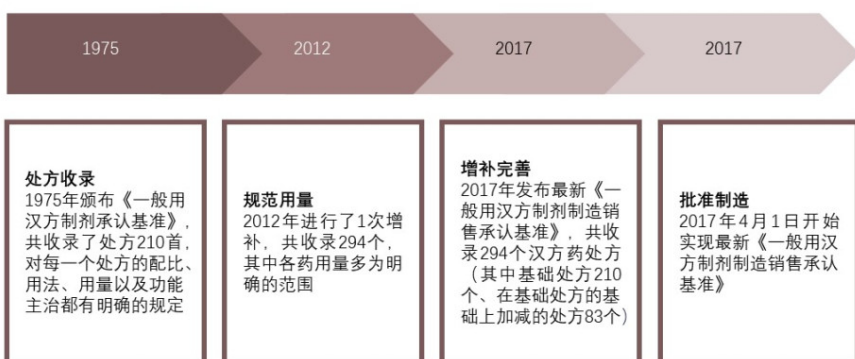 1975
2012
2017
2017
处方收录
1975年颁布《一般用
汉方制剂承认基准》，
共收录了处方210首，
对每一个处方的配比、
用法、用量以及功能
主治都有明确的规定
规范用量
2012年进行了1次增
补，共收录294个，
其中各药用量多为明
确的范围
增补完善
2017年发布最新《一
般用汉方制剂制造销
售承认基准》，共收
录294个汉方药处方
（其中基础处方210
个、在基础处方的基
础上加减的处方83个）
批准制造
2017年4月1日开始
实现最新《一般用汉
方制剂制造销售承认
基准》